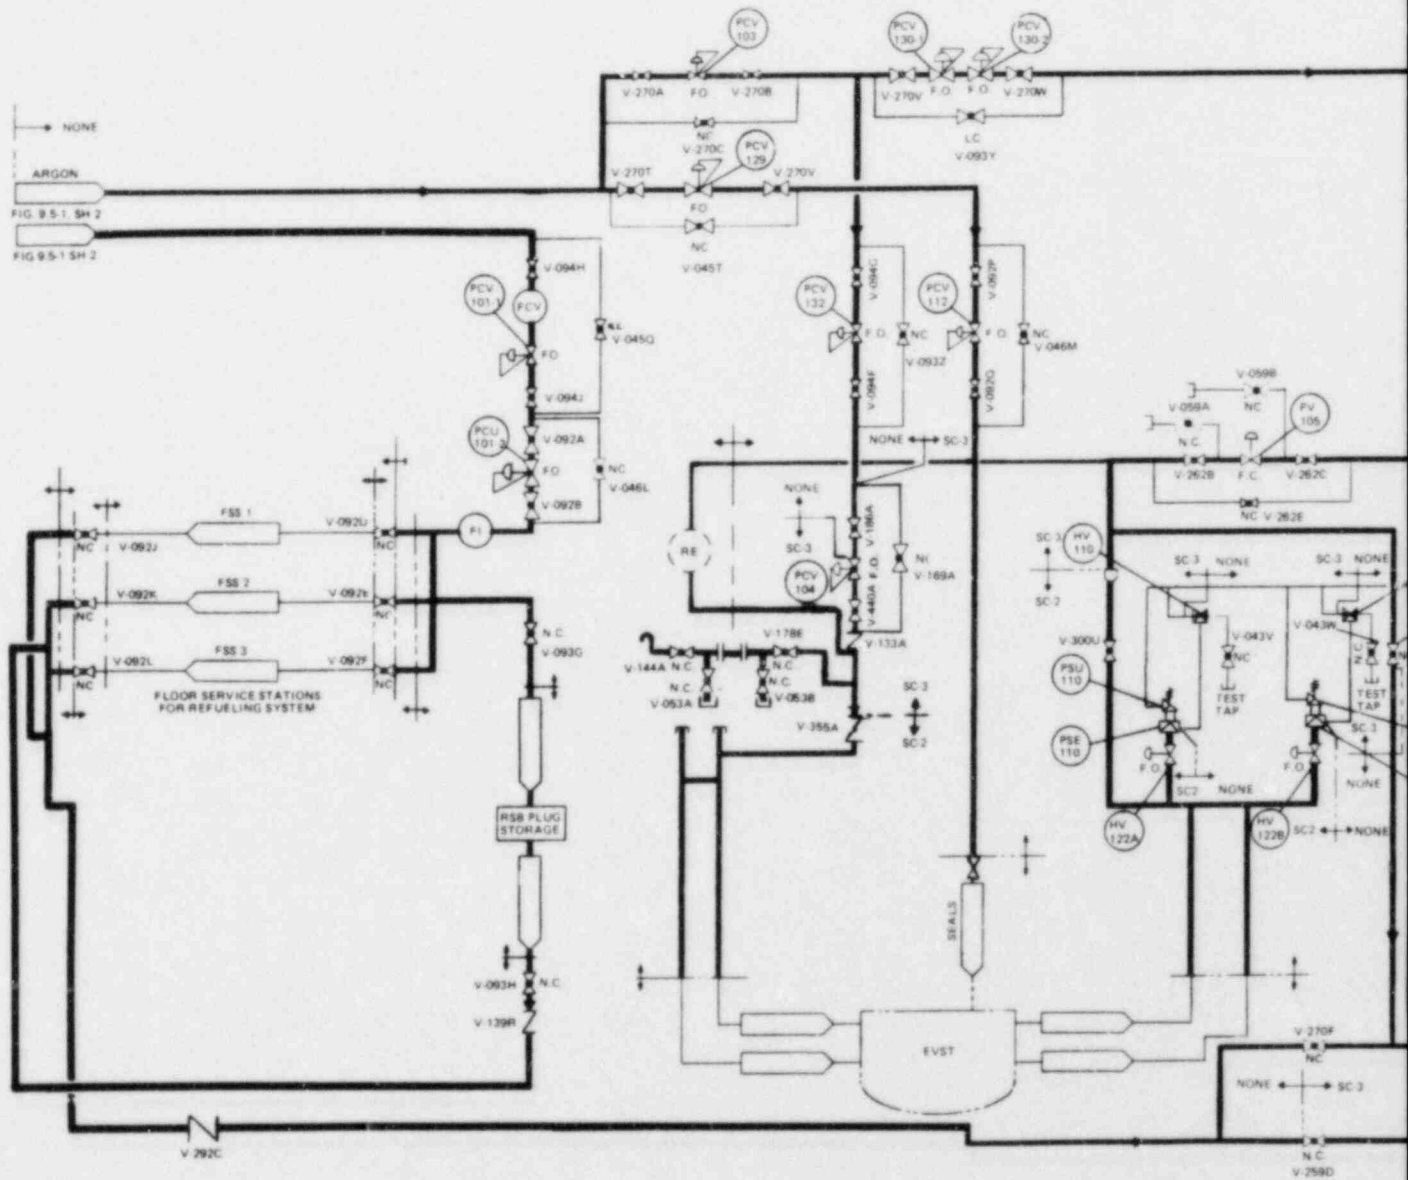 PCV
103
PCV
130-1
PCV
130-2
V-270A
F.O.
V-270B
V-270V
F.O.
F.O.
V-270W
NONE
NC
V-270C
LC
V-093Y
PCV
129
ARGON
V-270T
V-270V
FIG. 9.5-1, SH 2
FO
FIG 9.5-1 SH 2
NC
V-045T
V-094H
PCV
101-1
PCV
V-045Q
FO
V-094J
V-094G
PCV
132
F.O.
NC
V-093Z
V-094F
V-092P
PCV
112
F.O.
NC
V-046M
V-092G
PCU
101-2
V-092A
FO
NC
V-046L
V-092B
NONE
SC-3
V-059B
NC
V-059A
N.C.
PV
105
V-262B
F.C.
V-262C
NC
V-262E
FSS 1
V-092U
FI
NC
V-092J
NC
FSS 2
V-092K
V-092E
NC
NC
FSS 3
V-092L
V-092F
NC
NC
FLOOR SERVICE STATIONS
FOR REFUELING SYSTEM
N.C.
V-093G
RE
NONE
SC-3
V-186A
F.O.
PCV
104
V-440A
V-169A
V-133A
V-178E
V-144A
N.C.
N.C.
N.C.
N.C.
V-053A
V-053B
SC-3
V-355A
SC-2
HV
110
SC-3
SC-2
SC-3
NONE
SC-3
NONE
V-300U
V-043V
NC
V-043W
N.C.
TEST
TAP
TEST
TAP
PSU
110
PSE
110
F.O.
SC2
NONE
F.O.
SC-3
NONE
HV
122A
HV
122B
SC2
NONE
RSB PLUG
STORAGE
SEALS
V-093H
N.C.
V-139R
EVST
V-270F
NC
NONE
SC-3
V-292C
N.C.
V-259D